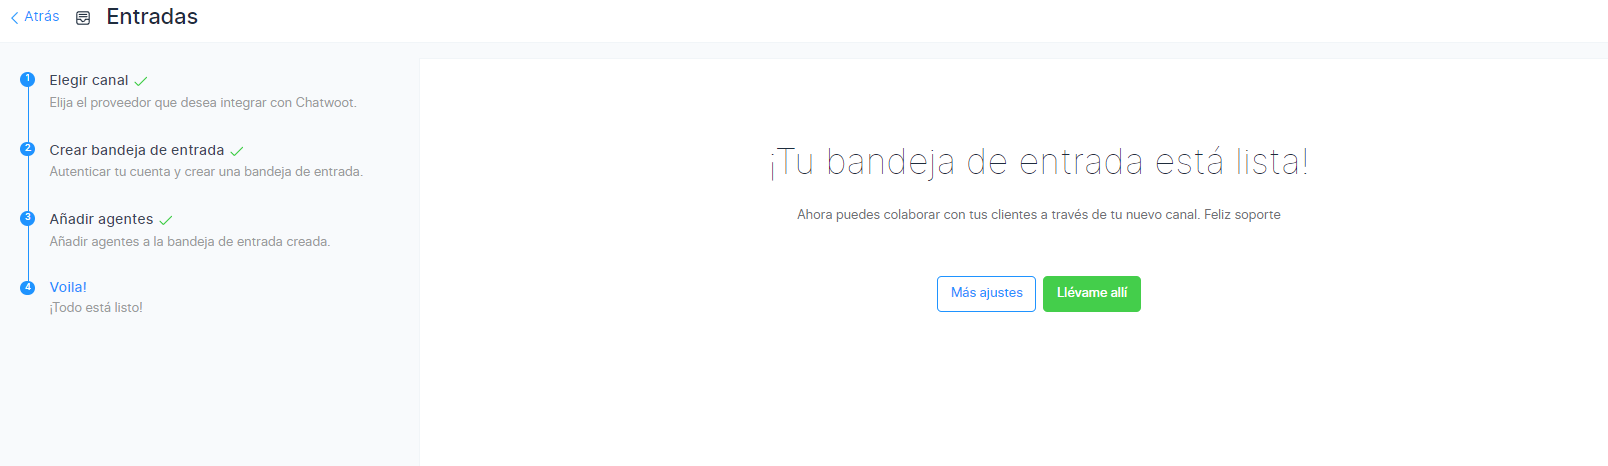 Atrás
Entradas
1
Elegir canal
Elija el proveedor que desea integrar con Chatwoot.
2
Crear bandeja de entrada
Autenticar tu cuenta y crear una bandeja de entrada.
3
Añadir agentes
Añadir agentes a la bandeja de entrada creada.
4
Voila!
¡Todo está listo!
¡Tu bandeja de entrada está lista!
Ahora puedes colaborar con tus clientes a través de tu nuevo canal. Feliz soporte
Más ajustes
Llévame allí